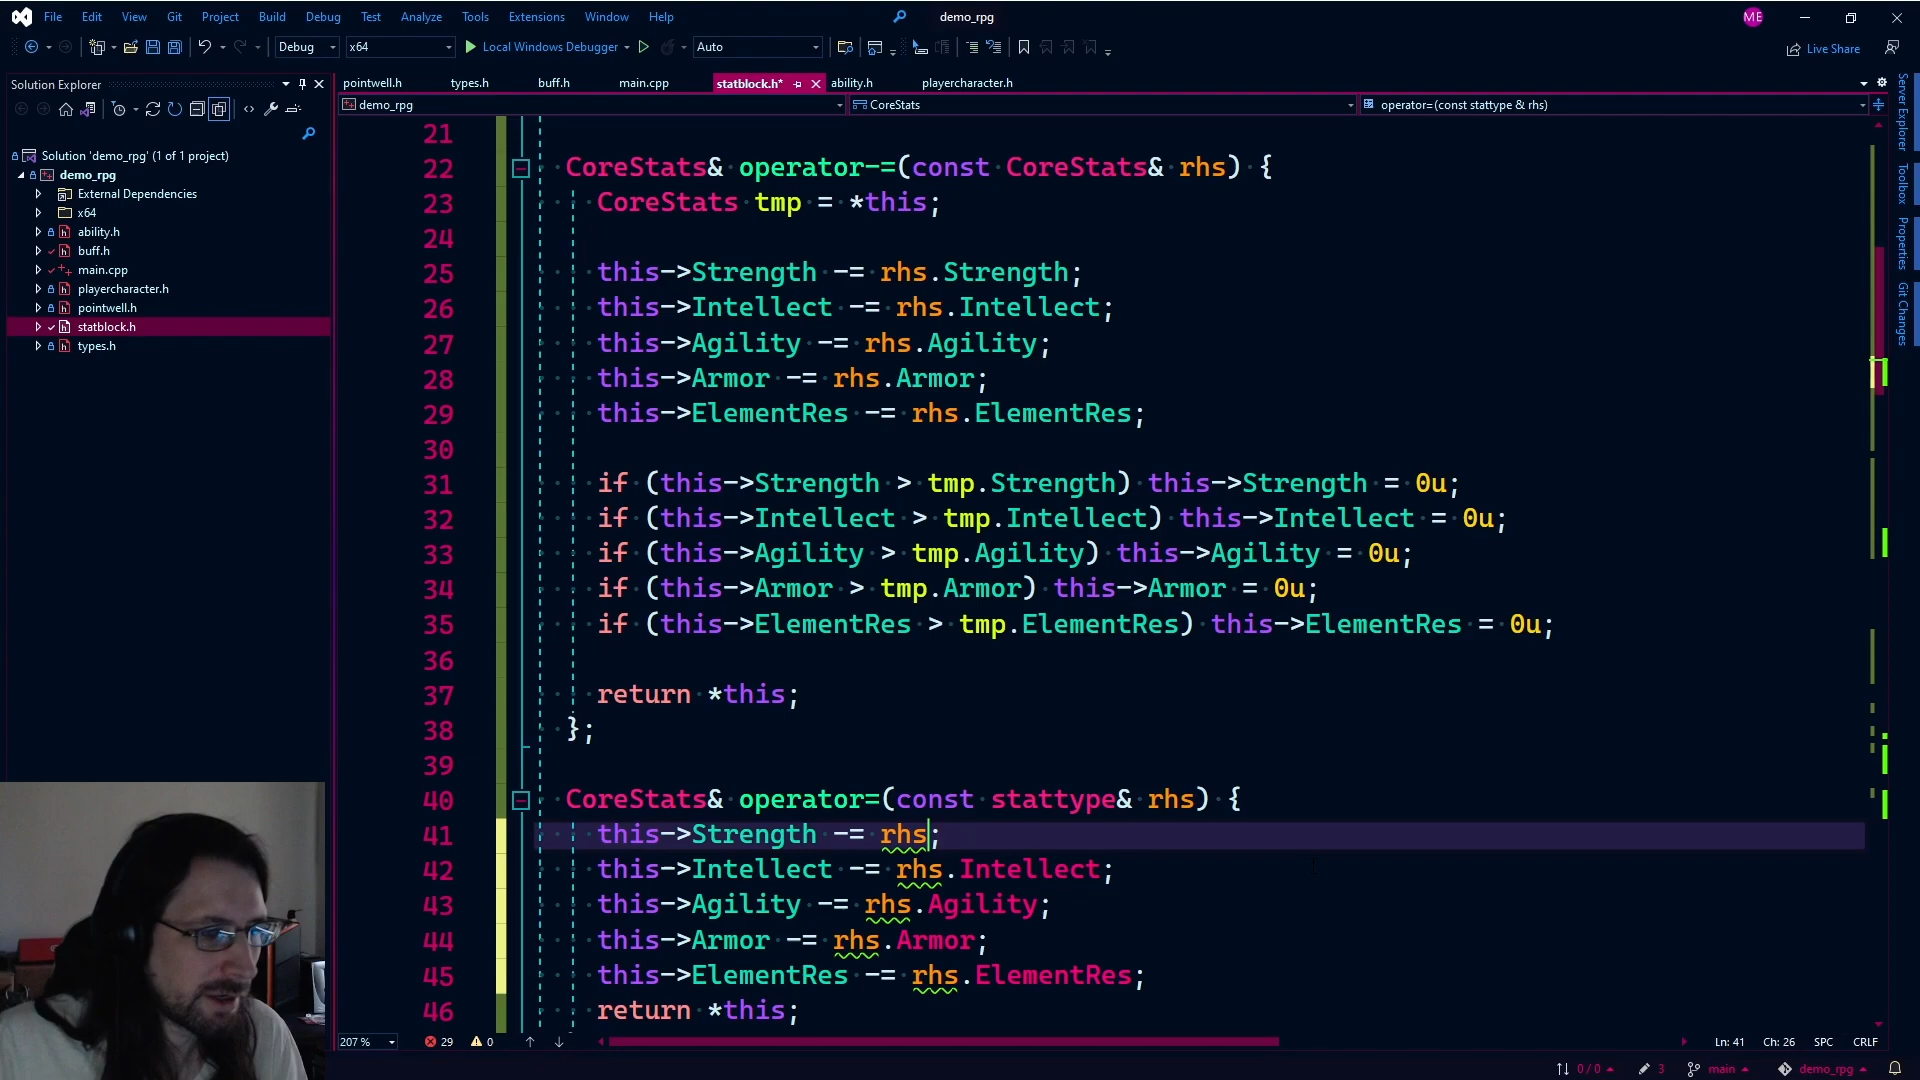 File Edit View Git Project Build Debug Test Analyze Tools Extensions Window Help demo_rpg ME
Debug x64 Local Windows Debugger Auto Live Share
Solution Explorer
pointwell.h types.h buff.h main.cpp statblock.h* ability.h playercharacter.h
demo_rpg CoreStats operator=(const stattype & rhs)
Solution 'demo_rpg' (1 of 1 project)
demo_rpg
External Dependencies
x64
ability.h
buff.h
main.cpp
playercharacter.h
pointwell.h
statblock.h
types.h
21
22 CoreStats& operator-=(const CoreStats& rhs) {
23 CoreStats tmp = *this;
24
25 this->Strength -= rhs.Strength;
26 this->Intellect -= rhs.Intellect;
27 this->Agility -= rhs.Agility;
28 this->Armor -= rhs.Armor;
29 this->ElementRes -= rhs.ElementRes;
30
31 if (this->Strength > tmp.Strength) this->Strength = 0u;
32 if (this->Intellect > tmp.Intellect) this->Intellect = 0u;
33 if (this->Agility > tmp.Agility) this->Agility = 0u;
34 if (this->Armor > tmp.Armor) this->Armor = 0u;
35 if (this->ElementRes > tmp.ElementRes) this->ElementRes = 0u;
36
37 return *this;
38 };
39
40 CoreStats& operator=(const stattype& rhs) {
41 this->Strength -= rhs;
42 this->Intellect -= rhs.Intellect;
43 this->Agility -= rhs.Agility;
44 this->Armor -= rhs.Armor;
45 this->ElementRes -= rhs.ElementRes;
46 return *this;
Server Explorer
Toolbox
Properties
Git Changes
207 % 29 0 Ln: 41 Ch: 26 SPC CRLF
0 / 0 3 main demo_rpg